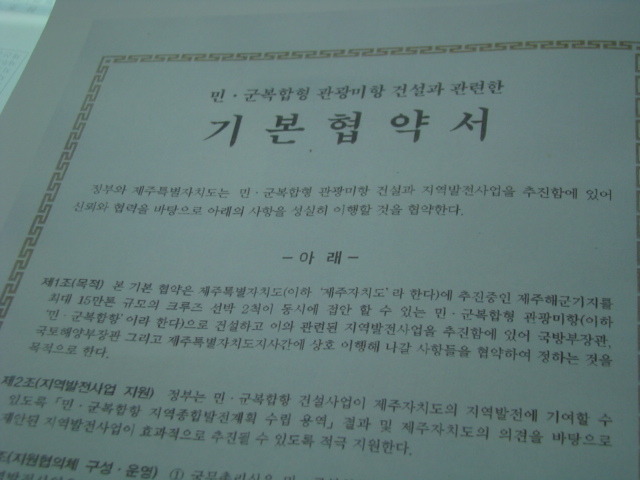 민·군복합형 관광미항 건설과 관련한
기 본 협 약 서
정부와 제주특별자치도는 민·군복합형 관광미항 건설과 지역발전사업을 추진함에 있어
신뢰와 협력을 바탕으로 아래의 사항을 성실히 이행할 것을 협약한다.
- 아 래 -
제1조(목적) 본 기본 협약은 제주특별자치도(이하 '제주자치도'라 한다)에 추진중인 제주해군기지를
최대 15만톤 규모의 크루즈 선박 2척이 동시에 접안 할 수 있는 민·군복합형 관광미항(이하
'민·군복합항'이라 한다)으로 건설하고 이와 관련된 지역발전사업을 추진함에 있어 국방부장관,
국토해양부장관 그리고 제주특별자치도지사간에 상호 이행해 나갈 사항들을 협약하여 정하는 것을
목적으로 한다.
제2조(지역발전사업 지원) 정부는 민·군복합항 건설사업이 제주자치도의 지역발전에 기여할 수
있도록 「민·군복합항 지역종합발전계획 수립 용역」 결과 및 제주자치도의 의견을 바탕으로
제안된 지역발전사업이 효과적으로 추진될 수 있도록 적극 지원한다.
조(지원협의체 구성·운영) ①